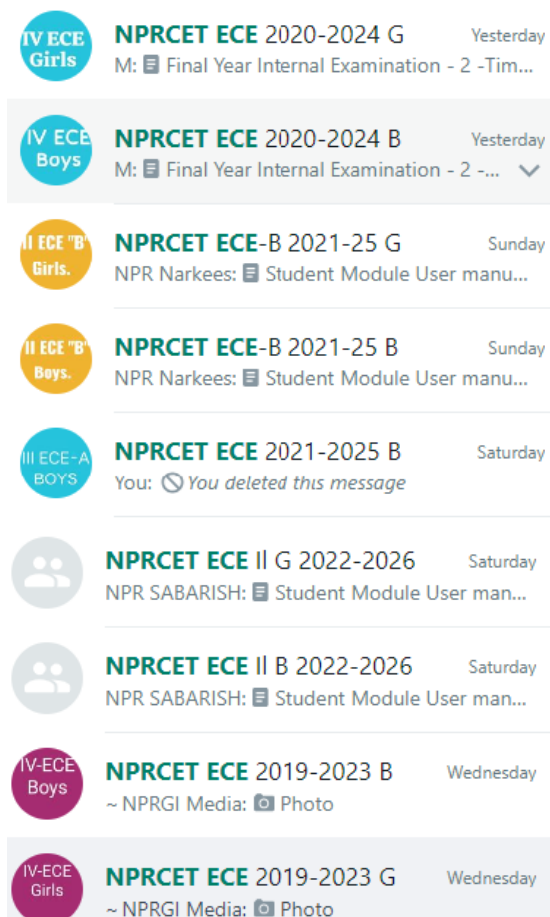 IV ECE
Girls
NPRCET ECE 2020-2024 G Yesterday
M: Final Year Internal Examination - 2 -Tim...
IV ECE
Boys
NPRCET ECE 2020-2024 B Yesterday
M: Final Year Internal Examination - 2 -...
II ECE "B"
Girls.
NPRCET ECE-B 2021-25 G Sunday
NPR Narkees: Student Module User manu...
II ECE "B"
Boys.
NPRCET ECE-B 2021-25 B Sunday
NPR Narkees: Student Module User manu...
III ECE-A
BOYS
NPRCET ECE 2021-2025 B Saturday
You: You deleted this message
NPRCET ECE Il G 2022-2026 Saturday
NPR SABARISH: Student Module User man...
NPRCET ECE Il B 2022-2026 Saturday
NPR SABARISH: Student Module User man...
IV-ECE
Boys
NPRCET ECE 2019-2023 B Wednesday
~ NPRGI Media: Photo
IV-ECE
Girls
NPRCET ECE 2019-2023 G Wednesday
~ NPRGI Media: Photo